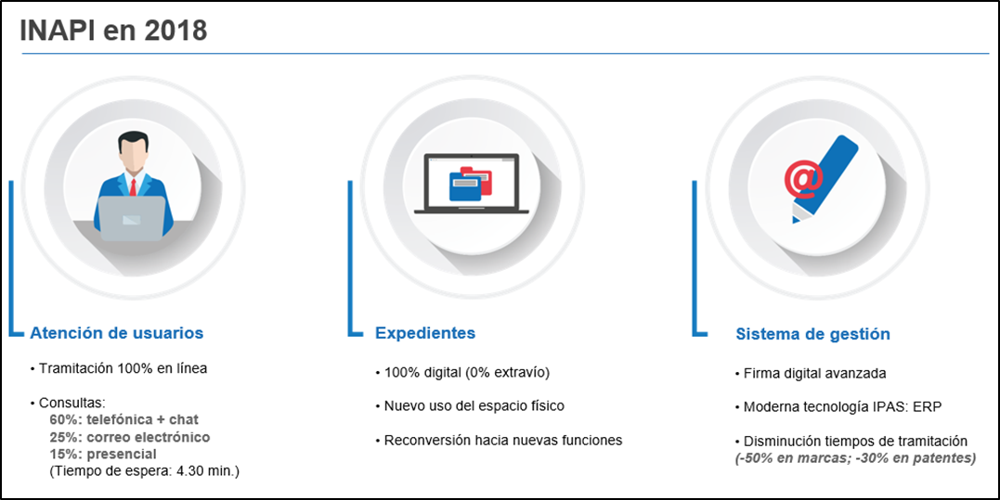 INAPI en 2018
Atención de usuarios
• Tramitación 100% en línea
• Consultas:
60%: telefónica + chat
25%: correo electrónico
15%: presencial
(Tiempo de espera: 4.30 min.)
Expedientes
• 100% digital (0% extravío)
• Nuevo uso del espacio físico
• Reconversión hacia nuevas funciones
@
Sistema de gestión
• Firma digital avanzada
• Moderna tecnología IPAS: ERP
• Disminución tiempos de tramitación
(-50% en marcas; -30% en patentes)